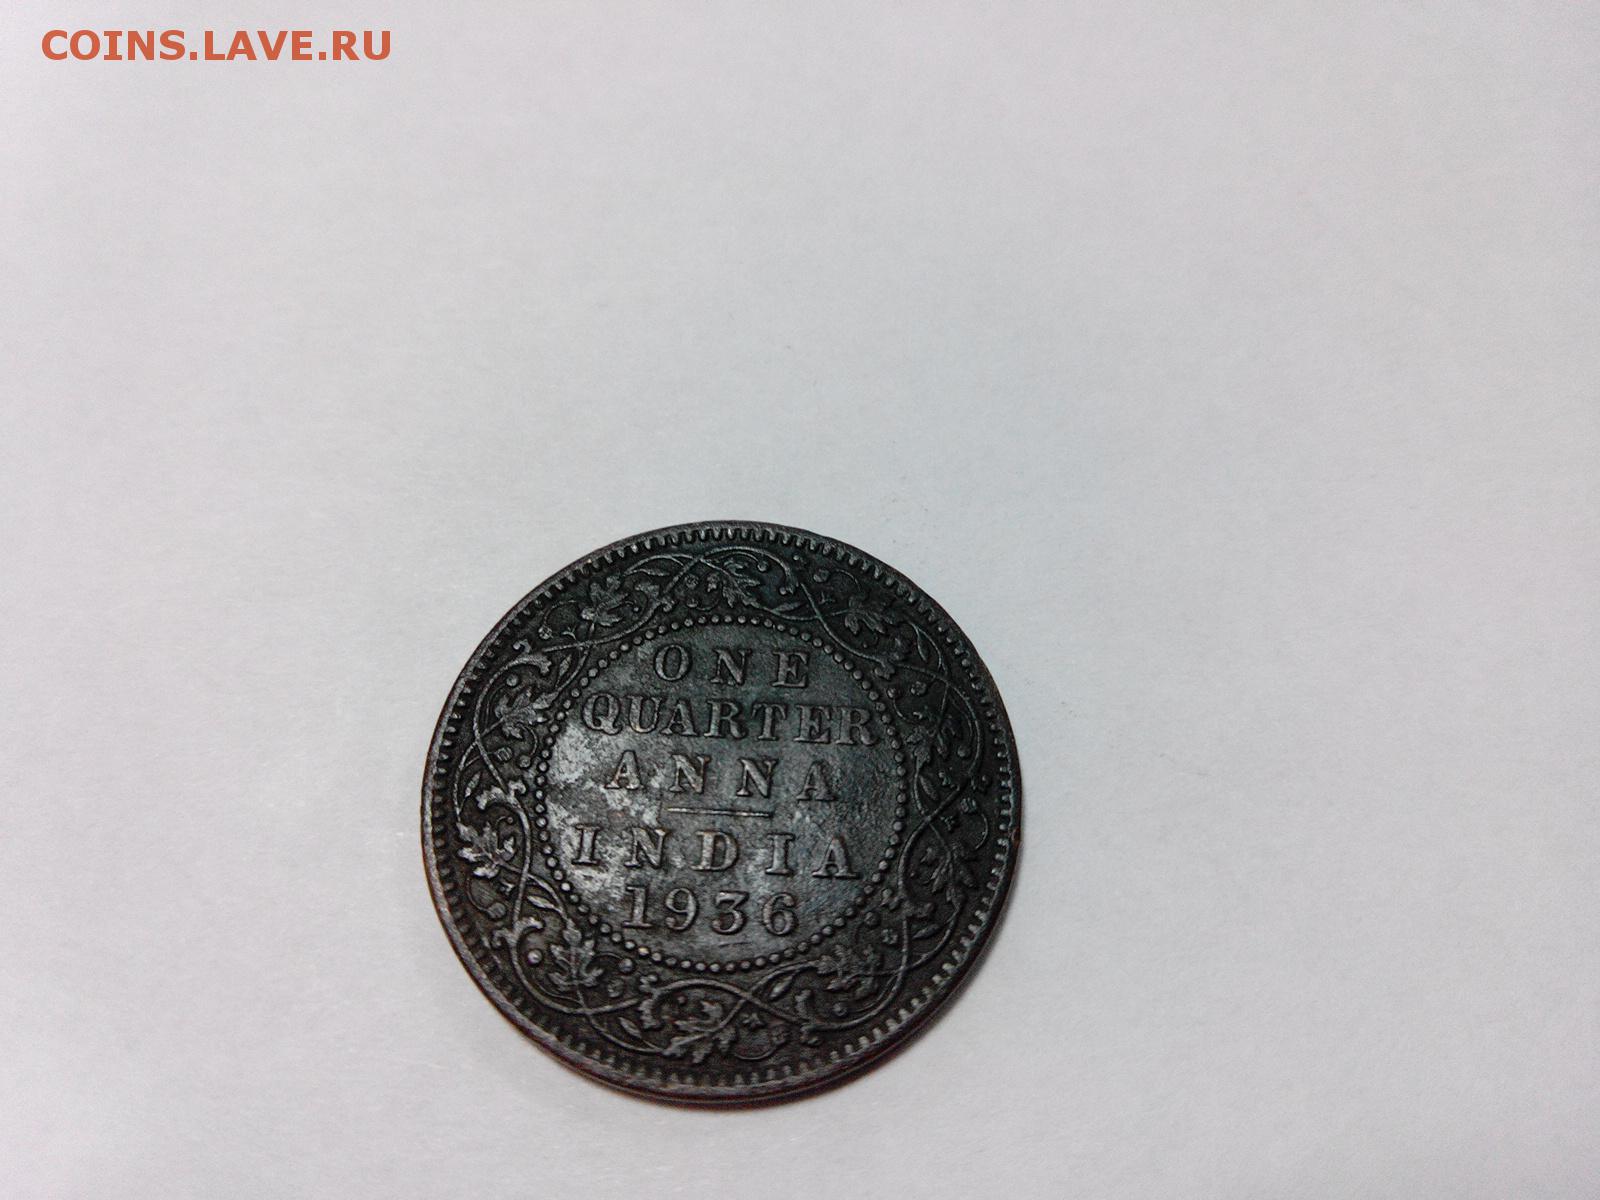 COINS.LAVE.RU
ONE
QUARTER
ANNA
INDIA
1936